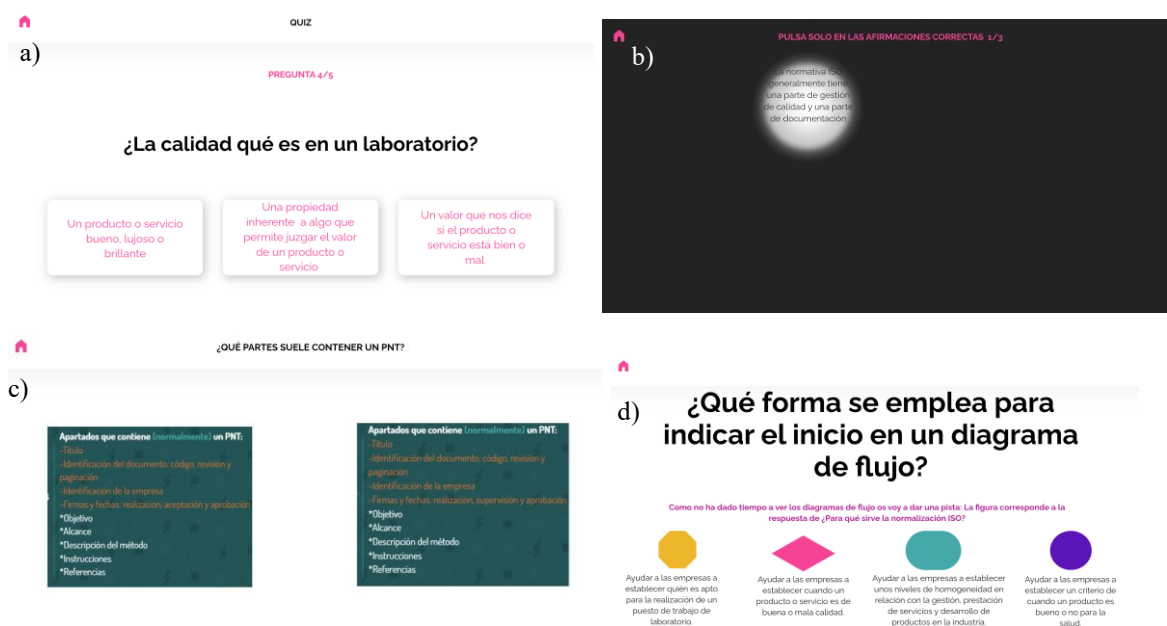 a)
QUIZ
PREGUNTA 4/5
¿La calidad qué es en un laboratorio?
Un producto o servicio
bueno, lujoso o
brillante
Una propiedad
inherente a algo que
permite juzgar el valor
de un producto o
servicio
Un valor que nos dice
si el producto o
servicio está bien o
mal
b)
PULSA SOLO EN LAS AFIRMACIONES CORRECTAS 1/3
La normativa ISO
generalmente tiene
una parte de gestión
de calidad y una parte
de documentación
c)
¿QUÉ PARTES SUELE CONTENER UN PNT?
Apartados que contiene (normalmente) un PNT:
-Título
-Identificación del documento: código, revisión y
paginación
-Identificación de la empresa
-Firmas y fechas: realización, aceptación y aprobación
*Objetivo
*Alcance
*Descripción del método
*Instrucciones
*Referencias
Apartados que contiene (normalmente) un PNT:
-Título
-Identificación del documento: código, revisión y
paginación
-Identificación de la empresa
-Firmas y fechas: realización, supervisión y aprobación
*Objetivo
*Alcance
*Descripción del método
*Instrucciones
*Referencias
d)
¿Qué forma se emplea para
indicar el inicio en un diagrama
de flujo?
Como no ha dado tiempo a ver los diagramas de flujo os voy a dar una pista: La figura corresponde a la
respuesta de ¿Para qué sirve la normalización ISO?
Ayudar a las empresas a
establecer quién es apto
para la realización de un
puesto de trabajo de
laboratorio.
Ayudar a las empresas a
establecer cuando un
producto o servicio es de
buena o mala calidad.
Ayudar a las empresas a establecer
unos niveles de homogeneidad en
relación con la gestión, prestación
de servicios y desarrollo de
productos en la industria.
Ayudar a las empresas a
establecer un criterio de
cuando un producto es
bueno o no para la
salud.